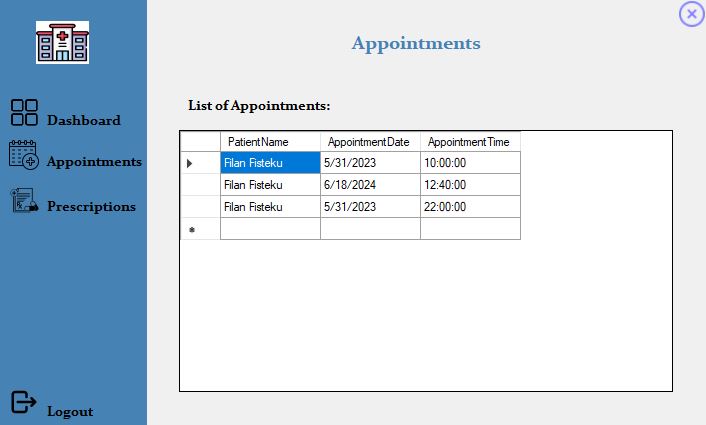 Appointments
Dashboard
Appointments
Prescriptions
Logout
List of Appointments:
PatientName AppointmentDate AppointmentTime
Filan Fisteku 5/31/2023 10:00:00
Filan Fisteku 6/18/2024 12:40:00
Filan Fisteku 5/31/2023 22:00:00